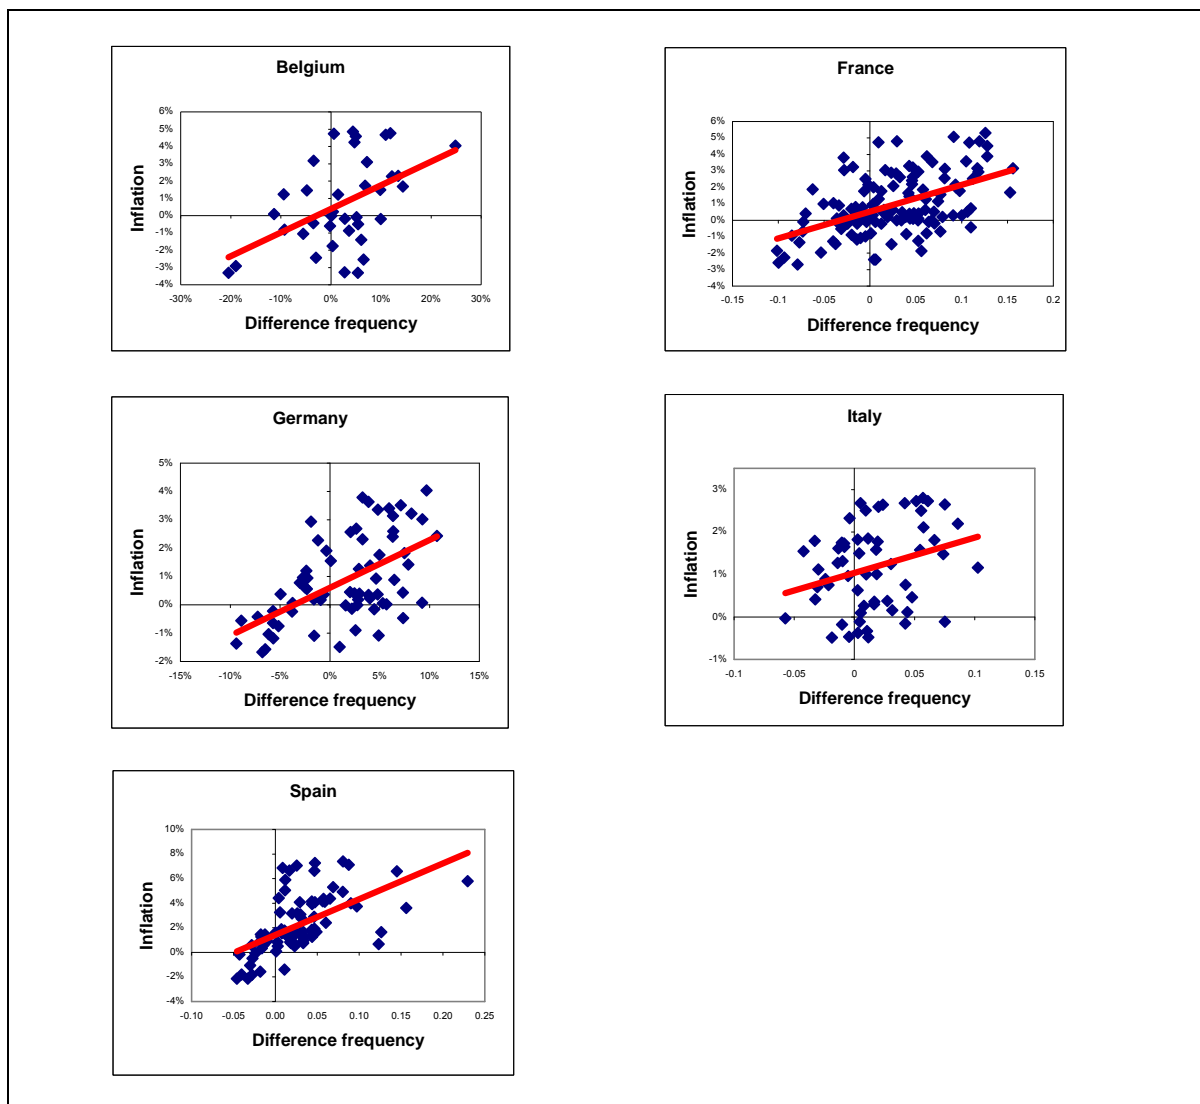 Belgium
6%
5%
4%
3%
2%
1%
0%
-1%
-2%
-3%
-4%
-30% -20% -10% 0% 10% 20% 30%
Inflation
Difference frequency
France
6%
5%
4%
3%
2%
1%
0%
-1%
-2%
-3%
-4%
-0.15 -0.1 -0.05 0 0.05 0.1 0.15 0.2
Inflation
Difference frequency
Germany
5%
4%
3%
2%
1%
0%
-1%
-2%
-15% -10% -5% 0% 5% 10% 15%
Inflation
Difference frequency
Italy
3%
2%
1%
0%
-1%
-0.1 -0.05 0 0.05 0.1 0.15
Inflation
Difference frequency
Spain
10%
8%
6%
4%
2%
0%
-2%
-4%
-0.10 -0.05 0.00 0.05 0.10 0.15 0.20 0.25
Inflation
Difference frequency